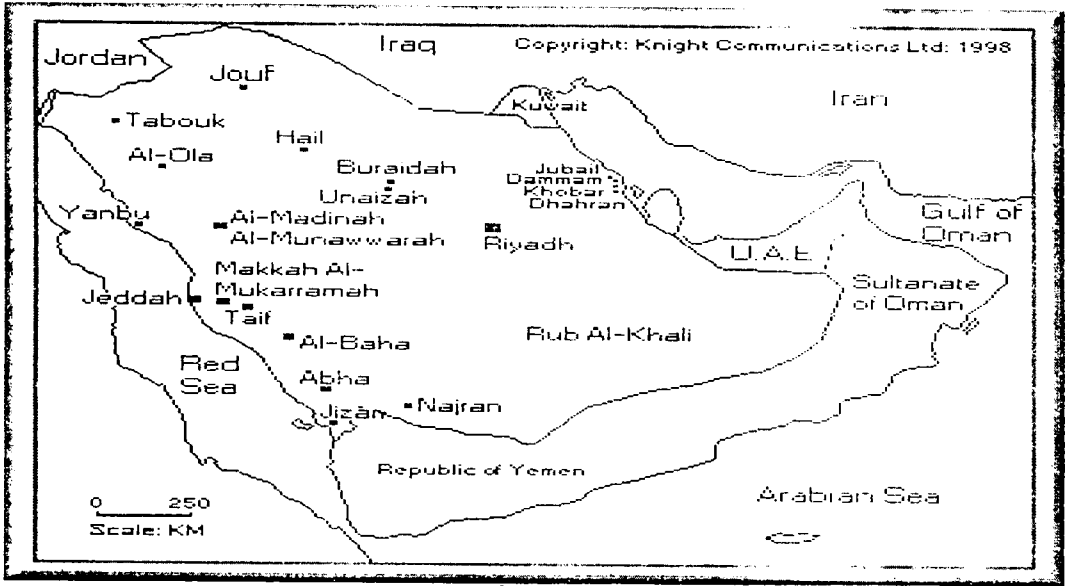 Iraq
Copyright: Knight Communications Ltd: 1998
Jordan
Jouf
Kuwait
Iran
Tabouk
Hail
Al-Ola
Buraidah
Unaizah
Jubail
Dammam
Khobar
Dhahran
Yanbu
Al-Madinah
Al-Munawwarah
Riyadh
Gulf of
Oman
U.A.E
Makkah Al-
Mukarramah
Jeddah
Taif
Sultanate
of Oman
Al-Baha
Rub Al-Khali
Red
Sea
Abha
Najran
Jizan
Republic of Yemen
Arabian Sea
0 250
Scale: KM